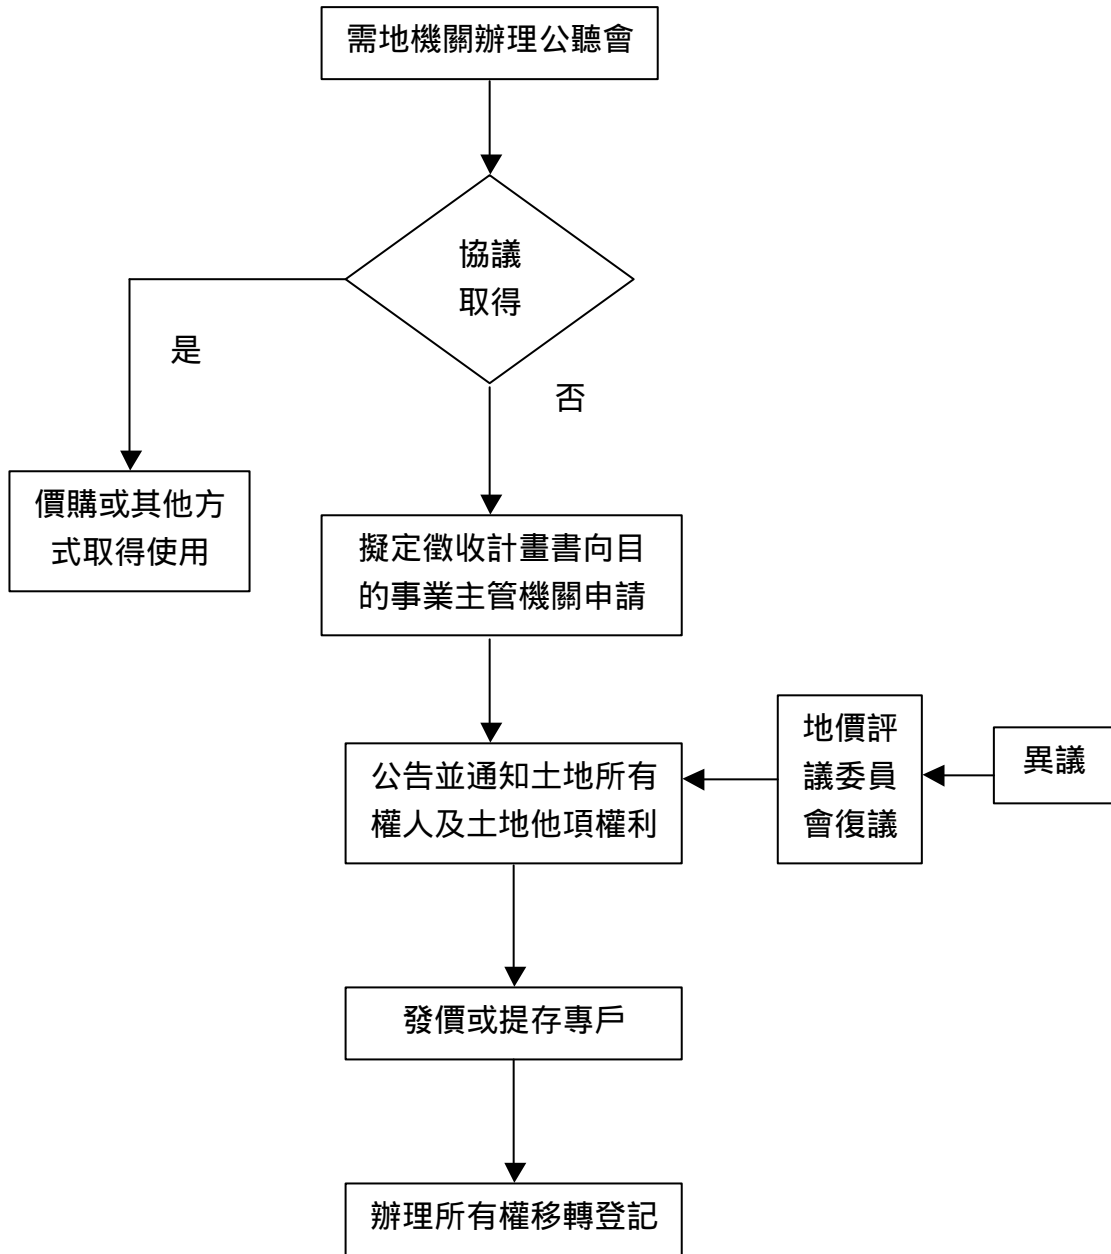 需地機關辦理公聽會
協議
取得
是
否
價購或其他方
式取得使用
擬定徵收計畫書向目
的事業主管機關申請
公告並通知土地所有
權人及土地他項權利
地價評
議委員
會復議
異議
發價或提存專戶
辦理所有權移轉登記